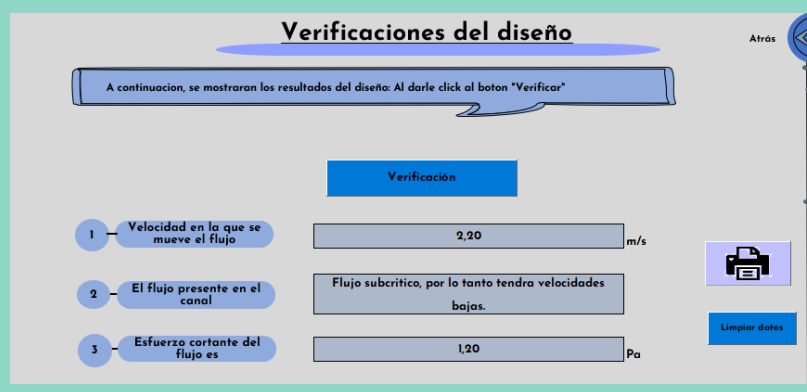 Verificaciones del diseño
Atrás
A continuacion, se mostraran los resultados del diseño: Al darle click al boton "Verificar"
Verificación
1
Velocidad en la que se
mueve el flujo
2,20
m/s
2
El flujo presente en el
canal
Flujo subcritico, por lo tanto tendra velocidades
bajas.
3
Esfuerzo cortante del
flujo es
1,20
Pa
Limpiar datos